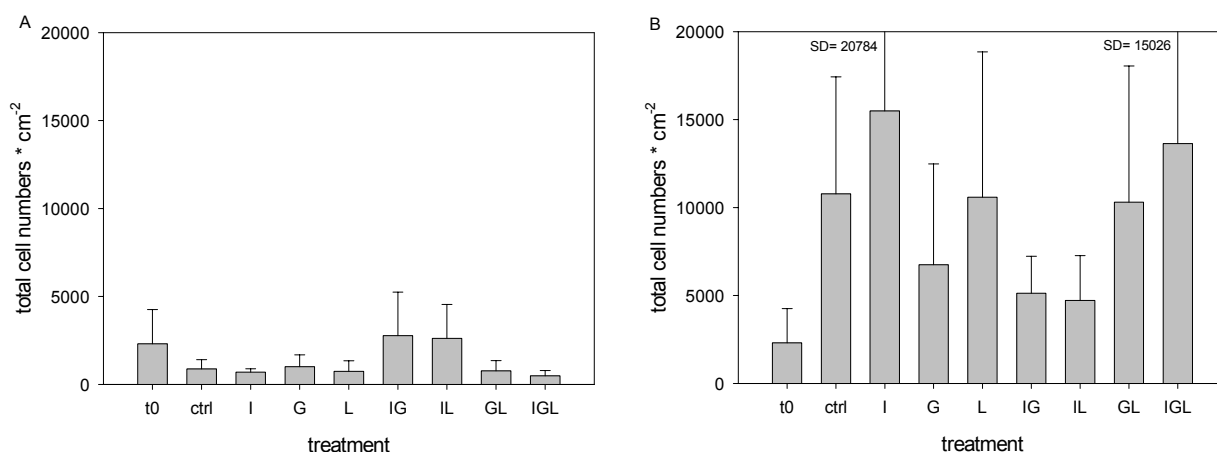 A
total cell numbers * cm-2
20000
15000
10000
5000
0
t0 ctrl I G L IG IL GL IGL
treatment
B
total cell numbers * cm-2
20000
15000
10000
5000
0
SD= 20784
SD= 15026
t0 ctrl I G L IG IL GL IGL
treatment